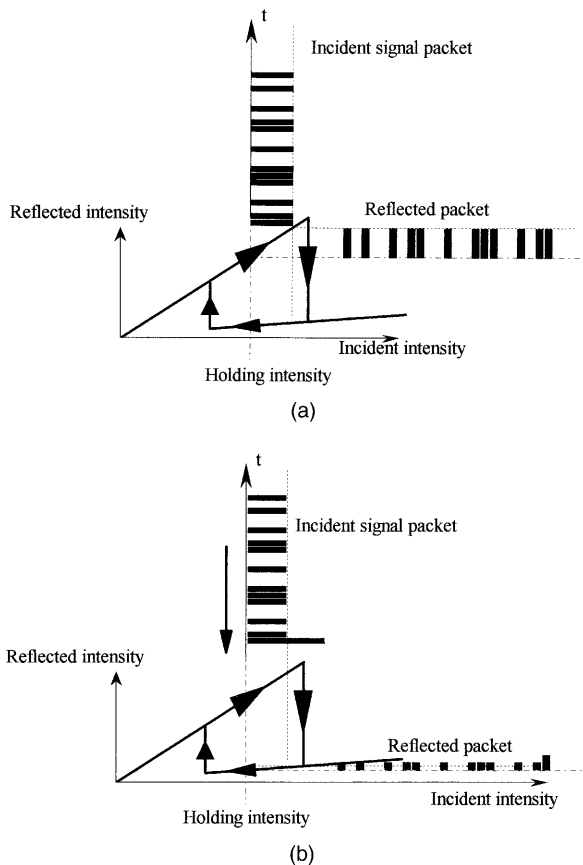 t
Incident signal packet
Reflected intensity
Reflected packet
Incident intensity
Holding intensity
(a)
t
Incident signal packet
Reflected intensity
Reflected packet
Incident intensity
Holding intensity
(b)